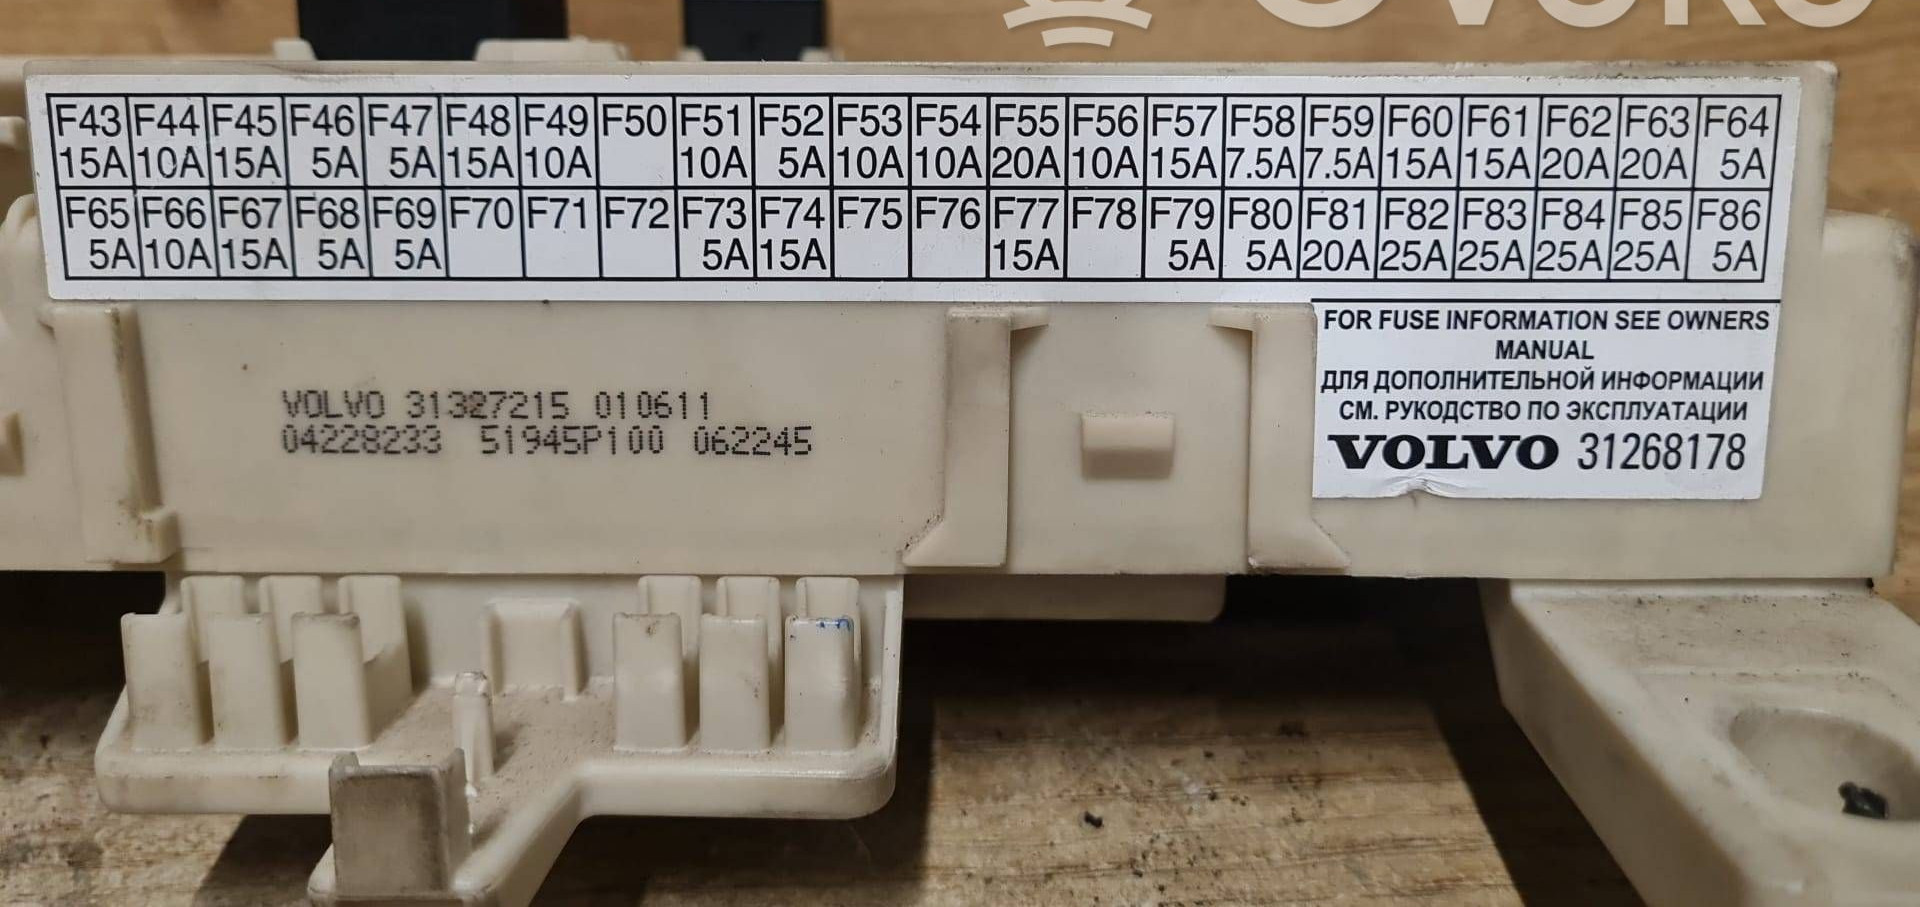 F43 F44 F45 F46 F47 F48 F49 F50 F51 F52 F53 F54 F55 F56 F57 F58 F59 F60 F61 F62 F63 F64
15A 10A 15A 5A 5A 15A 10A 10A 5A 10A 10A 20A 10A 15A 7.5A 7.5A 15A 15A 20A 20A 5A
F65 F66 F67 F68 F69 F70 F71 F72 F73 F74 F75 F76 F77 F78 F79 F80 F81 F82 F83 F84 F85 F86
5A 10A 15A 5A 5A 5A 15A 15A 5A 5A 20A 25A 25A 25A 25A 5A
FOR FUSE INFORMATION SEE OWNERS
MANUAL
ДЛЯ ДОПОЛНИТЕЛЬНОЙ ИНФОРМАЦИИ
СМ. РУКОДСТВО ПО ЭКСПЛУАТАЦИИ
VOLVO 31268178
VOLVO 31327215 010611
04228233 51945P100 062245